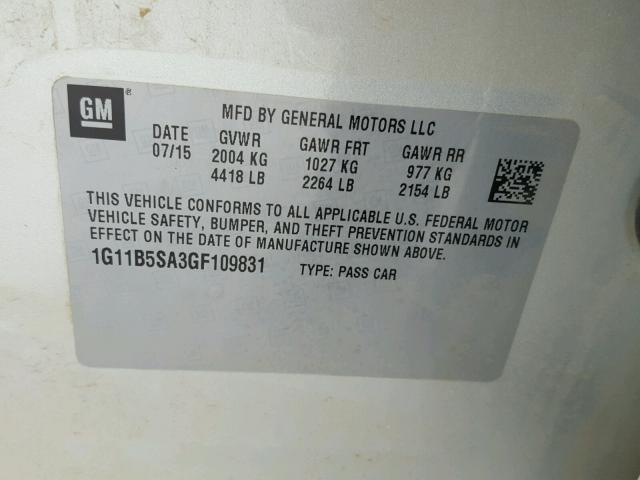 GM ®
MFD BY GENERAL MOTORS LLC
DATE GVWR GAWR FRT GAWR RR
07/15 2004 KG 1027 KG 977 KG
4418 LB 2264 LB 2154 LB
THIS VEHICLE CONFORMS TO ALL APPLICABLE U.S. FEDERAL MOTOR
VEHICLE SAFETY, BUMPER, AND THEFT PREVENTION STANDARDS IN
EFFECT ON THE DATE OF MANUFACTURE SHOWN ABOVE.
1G11B5SA3GF109831 TYPE: PASS CAR